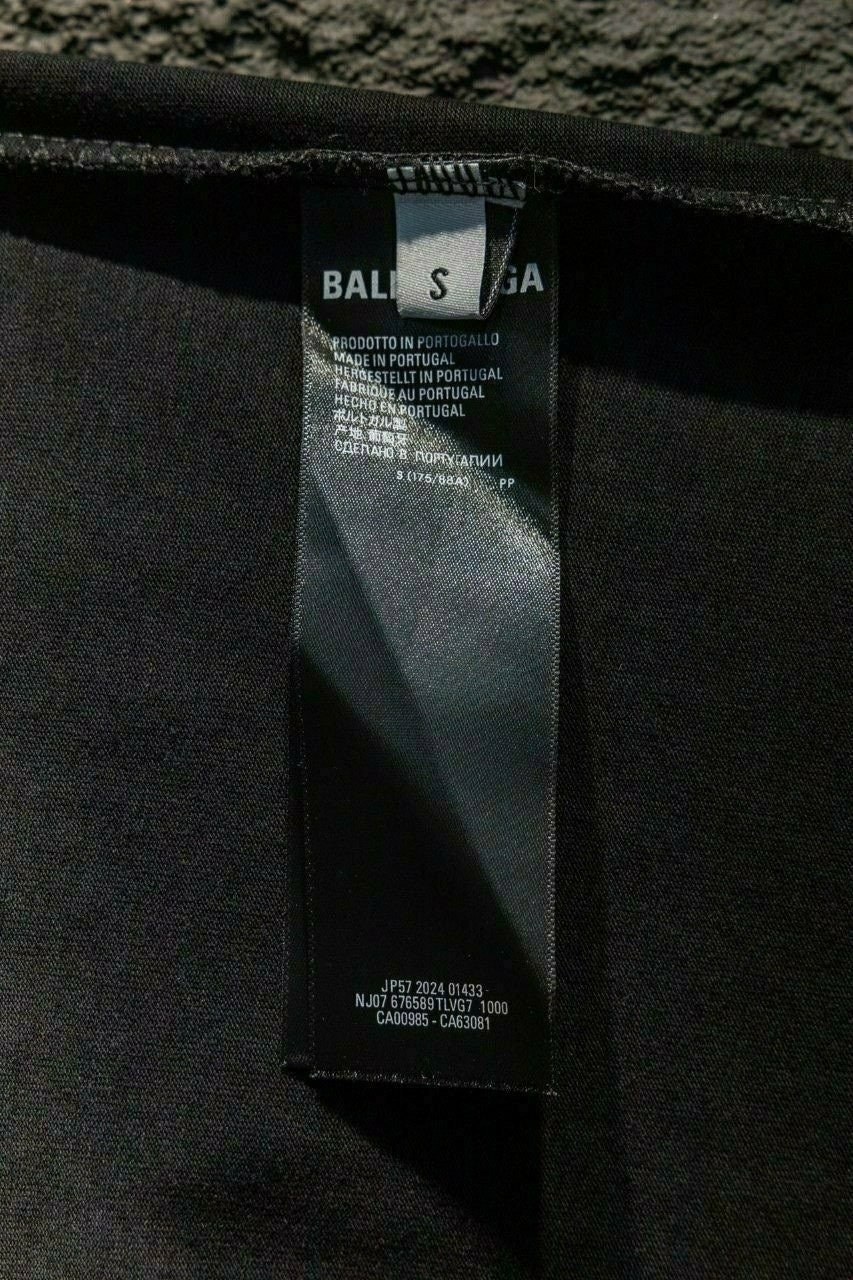 BAL GA
S
PRODOTTO IN PORTOGALLO
MADE IN PORTUGAL
HERGESTELLT IN PORTUGAL
FABRIQUÉ AU PORTUGAL
HECHO EN PORTUGAL
ポルトガル製
产地:葡萄牙
СДЕЛАНО В ПОРТУГАЛИИ
S (175/88A) PP
JP57 2024 01433
NJ07 676589 TLVG7 1000
CA00985 - CA63081